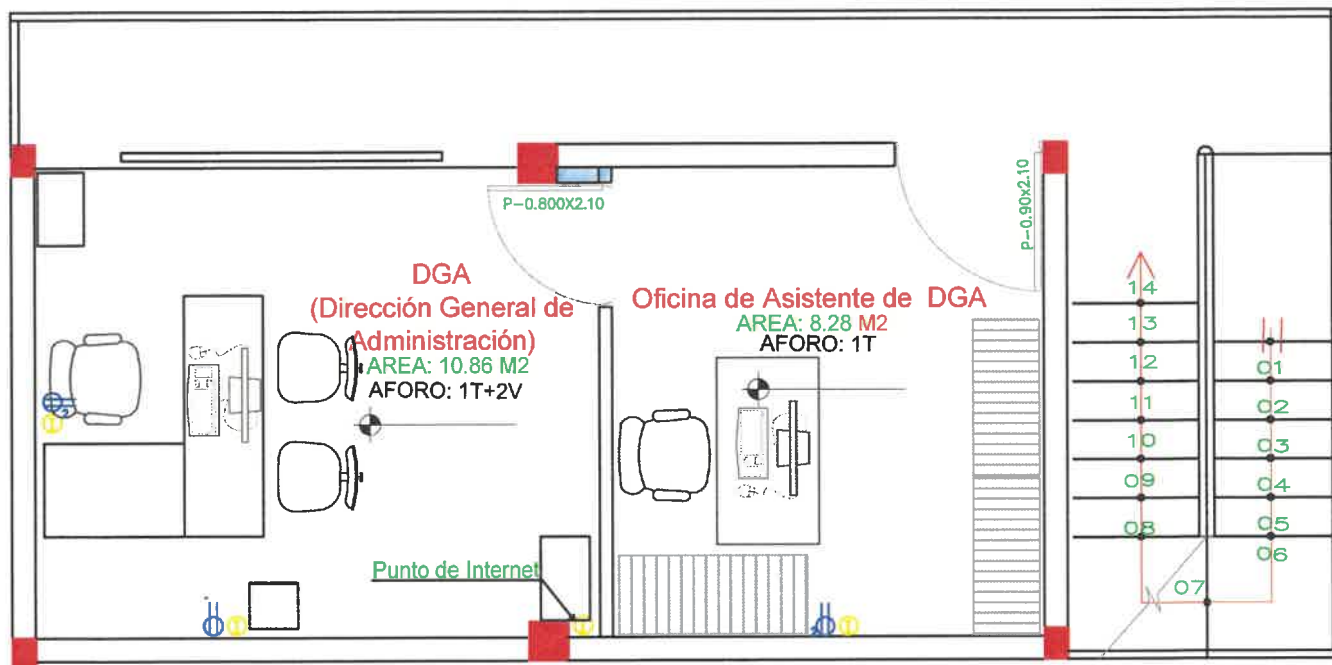 P-0.800X2.10
P-0.90x2.10
DGA
(Dirección General de
Administración)
AREA: 10.86 M2
AFORO: 1T+2V
Oficina de Asistente de DGA
AREA: 8.28 M2
AFORO: 1T
Punto de Internet
14
13
12
11
10
09
08
07
01
02
03
04
05
06
2